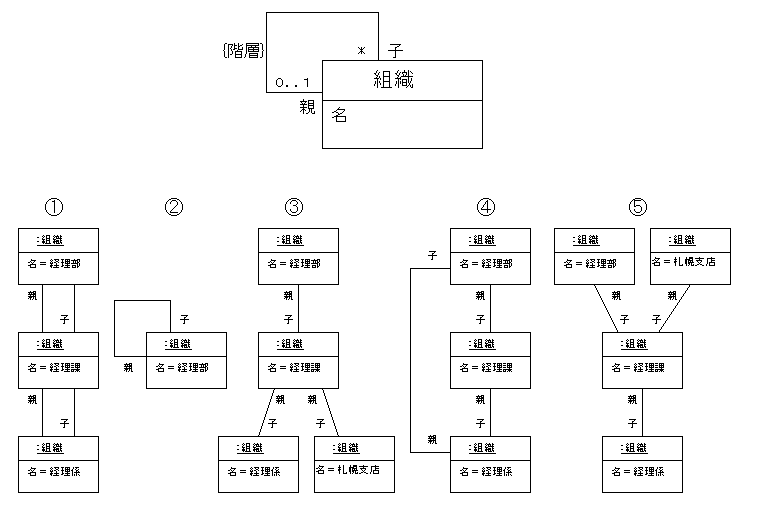 {階層}
* 子
組織
0..1
親
名
① ② ③ ④ ⑤
:組織
名=経理部
親
子
:組織
名=経理課
親
子
:組織
名=経理係
子
:組織
名=経理部
親
:組織
名=経理部
親
子
:組織
名=経理課
親 親
子 子
:組織
名=経理係
:組織
名=札幌支店
子
:組織
名=経理部
親
子
:組織
名=経理課
親
子
親
:組織
名=経理係
:組織
名=経理部
:組織
名=札幌支店
親 親
子 子
:組織
名=経理課
親
子
:組織
名=経理係